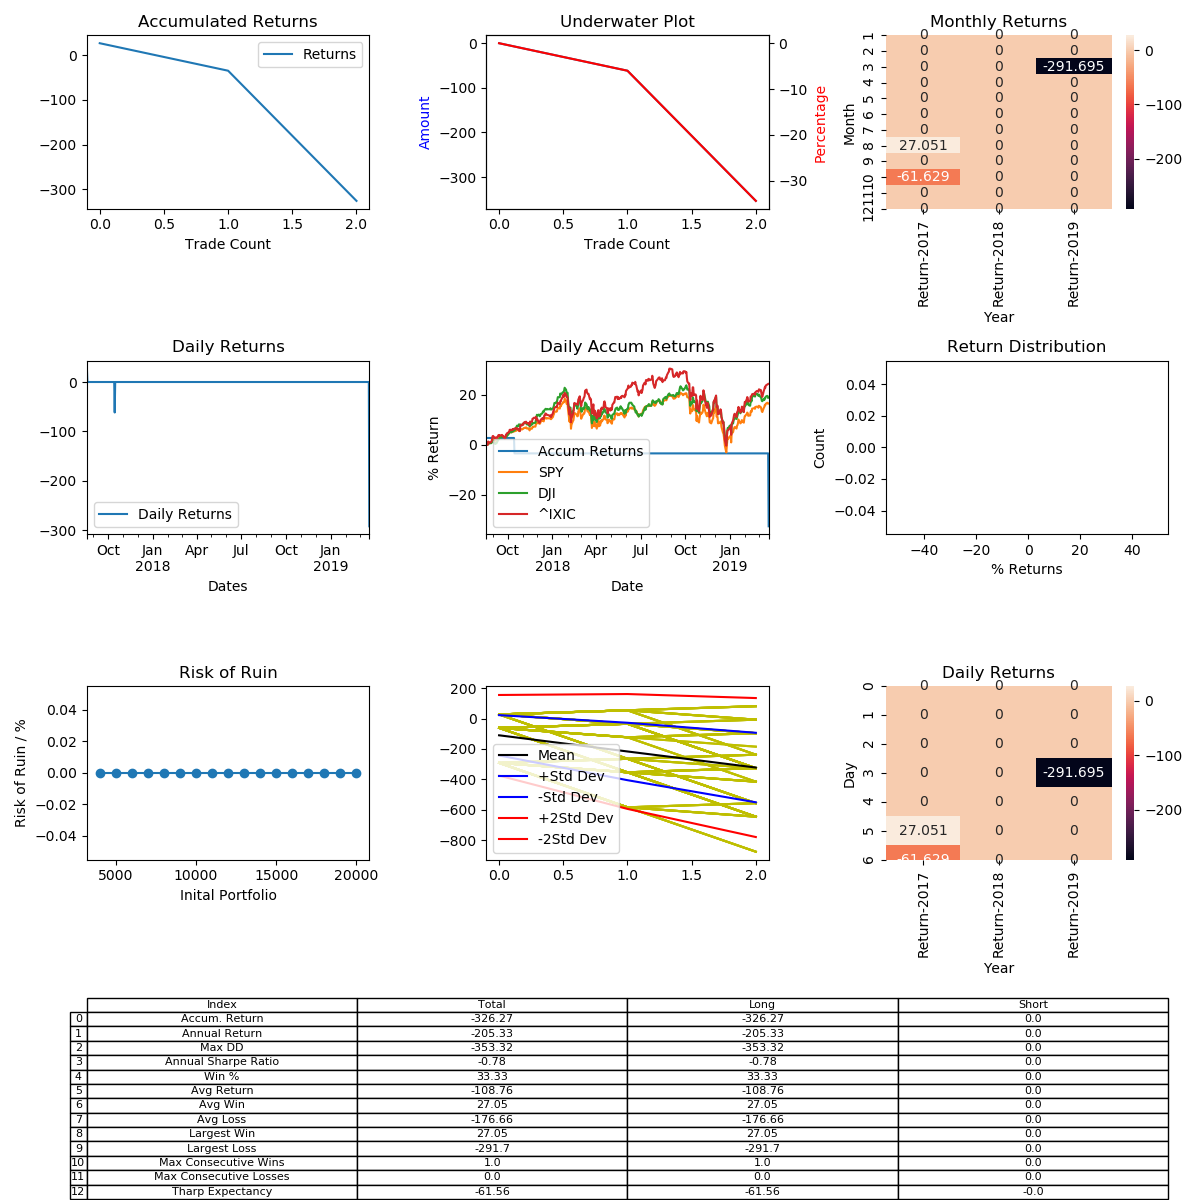 Accumulated Returns
0
−100
−200
−300
Returns
0.0 0.5 1.0 1.5 2.0
Trade Count
Underwater Plot
Amount
0
−100
−200
−300
0
−10
−20
−30
Percentage
0.0 0.5 1.0 1.5 2.0
Trade Count
Monthly Returns
Month
1 0 0 0
2 0 0 0
3 0 0 -291.695
4 0 0 0
5 0 0 0
6 0 0 0
7 0 0 0
8 27.051 0 0
9 0 0 0
10 -61.629 0 0
11 0 0 0
12 0 0 0
0
−100
−200
Return-2017 Return-2018 Return-2019
Year
Daily Returns
0
−100
−200
−300
Daily Returns
Oct Jan Apr Jul Oct Jan
2018 2019
Dates
Daily Accum Returns
% Return
20
0
−20
Accum Returns
SPY
DJI
^IXIC
Oct Jan Apr Jul Oct Jan
2018 2019
Date
Return Distribution
Count
0.04
0.02
0.00
−0.02
−0.04
−40 −20 0 20 40
% Returns
Risk of Ruin
Risk of Ruin / %
0.04
0.02
0.00
−0.02
−0.04
5000 10000 15000 20000
Inital Portfolio
200
0
−200
−400
−600
−800
Mean
+Std Dev
-Std Dev
+2Std Dev
-2Std Dev
0.0 0.5 1.0 1.5 2.0
Daily Returns
Day
0 0 0 0
1 0 0 0
2 0 0 0
3 0 0 -291.695
4 0 0 0
5 27.051 0 0
6 -61.629 0 0
0
−100
−200
Return-2017 Return-2018 Return-2019
Year
Index Total Long Short
0 Accum. Return -326.27 -326.27 0.0
1 Annual Return -205.33 -205.33 0.0
2 Max DD -353.32 -353.32 0.0
3 Annual Sharpe Ratio -0.78 -0.78 0.0
4 Win % 33.33 33.33 0.0
5 Avg Return -108.76 -108.76 0.0
6 Avg Win 27.05 27.05 0.0
7 Avg Loss -176.66 -176.66 0.0
8 Largest Win 27.05 27.05 0.0
9 Largest Loss -291.7 -291.7 0.0
10 Max Consecutive Wins 1.0 1.0 0.0
11 Max Consecutive Losses 0.0 0.0 0.0
12 Tharp Expectancy -61.56 -61.56 -0.0